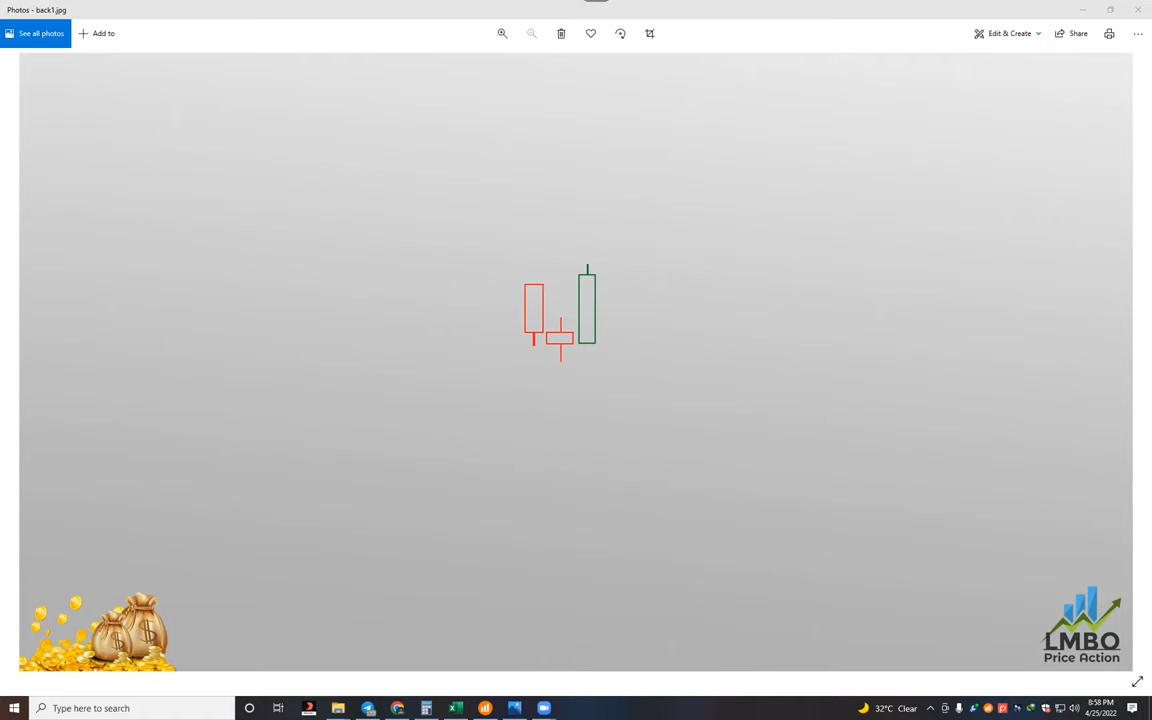 Photos - back1.jpg
See all photos
Add to
Edit & Create
Share
$
$
LMBO
Price Action
Type here to search
32°C Clear
8:58 PM
4/25/2022